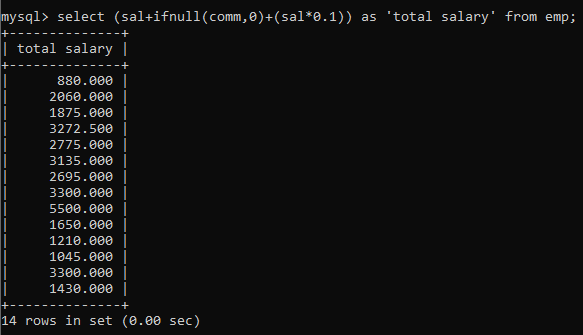 mysql> select (sal+ifnull(comm,0)+(sal*0.1)) as 'total salary' from emp;
+--------------+
| total salary |
+--------------+
|      880.000 |
|     2060.000 |
|     1875.000 |
|     3272.500 |
|     2775.000 |
|     3135.000 |
|     2695.000 |
|     3300.000 |
|     5500.000 |
|     1650.000 |
|     1210.000 |
|     1045.000 |
|     3300.000 |
|     1430.000 |
+--------------+
14 rows in set (0.00 sec)